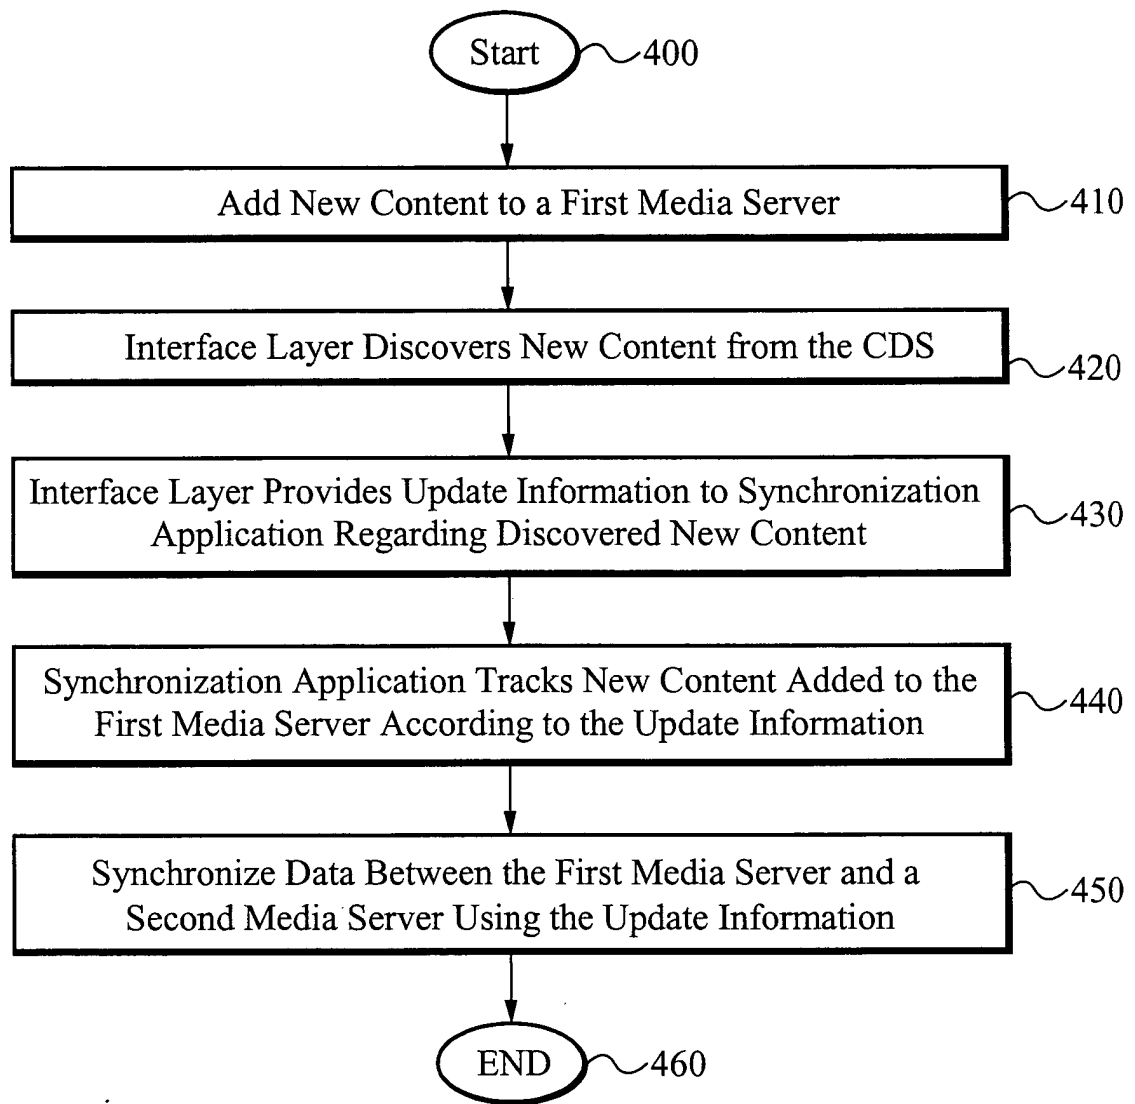 Start
400
Add New Content to a First Media Server
410
Interface Layer Discovers New Content from the CDS
420
Interface Layer Provides Update Information to Synchronization
Application Regarding Discovered New Content
430
Synchronization Application Tracks New Content Added to the
First Media Server According to the Update Information
440
Synchronize Data Between the First Media Server and a
Second Media Server Using the Update Information
450
END
460